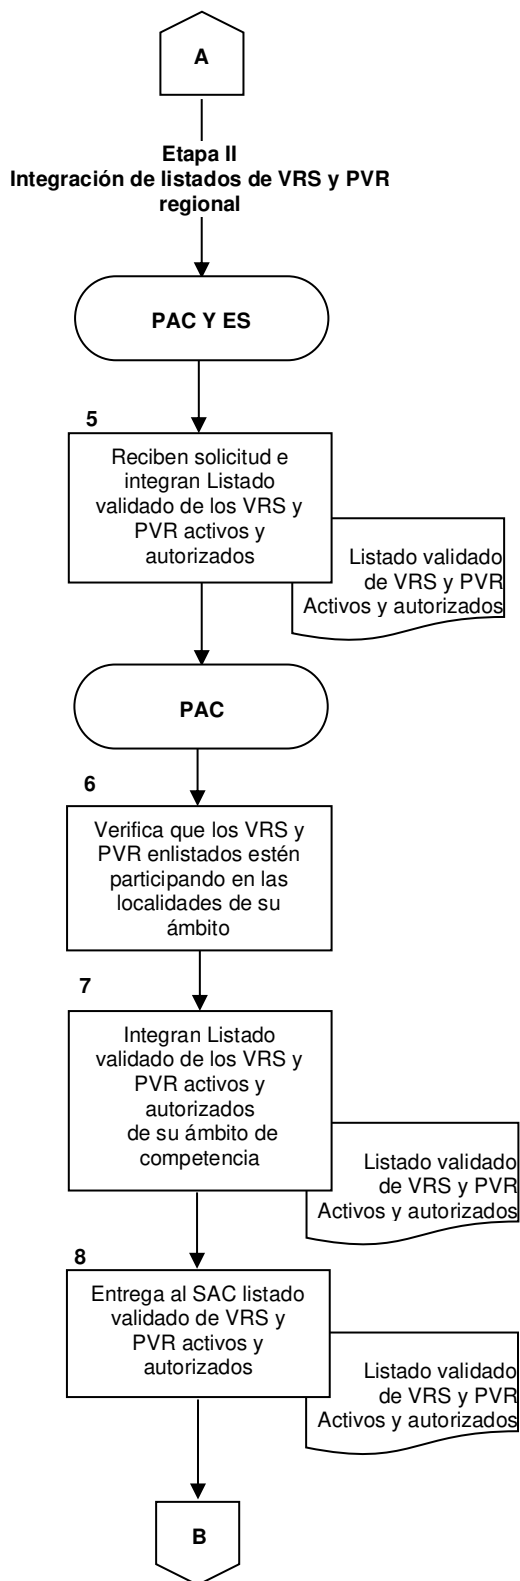 A
Etapa II
Integración de listados de VRS y PVR
regional
PAC Y ES
5
Reciben solicitud e
integran Listado
validado de los VRS y
PVR activos y
autorizados
Listado validado
de VRS y PVR
Activos y autorizados
PAC
6
Verifica que los VRS y
PVR enlistados estén
participando en las
localidades de su
ámbito
7
Integran Listado
validado de los VRS y
PVR activos y
autorizados
de su ámbito de
competencia
Listado validado
de VRS y PVR
Activos y autorizados
8
Entrega al SAC listado
validado de VRS y
PVR activos y
autorizados
Listado validado
de VRS y PVR
Activos y autorizados
B